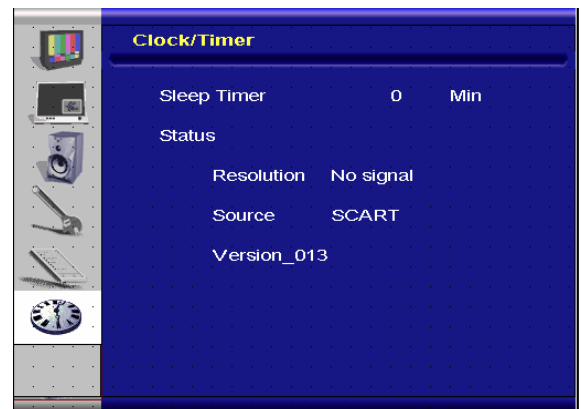 Clock/Timer
Sleep Timer 0 Min
Status
Resolution No signal
Source SCART
Version_013